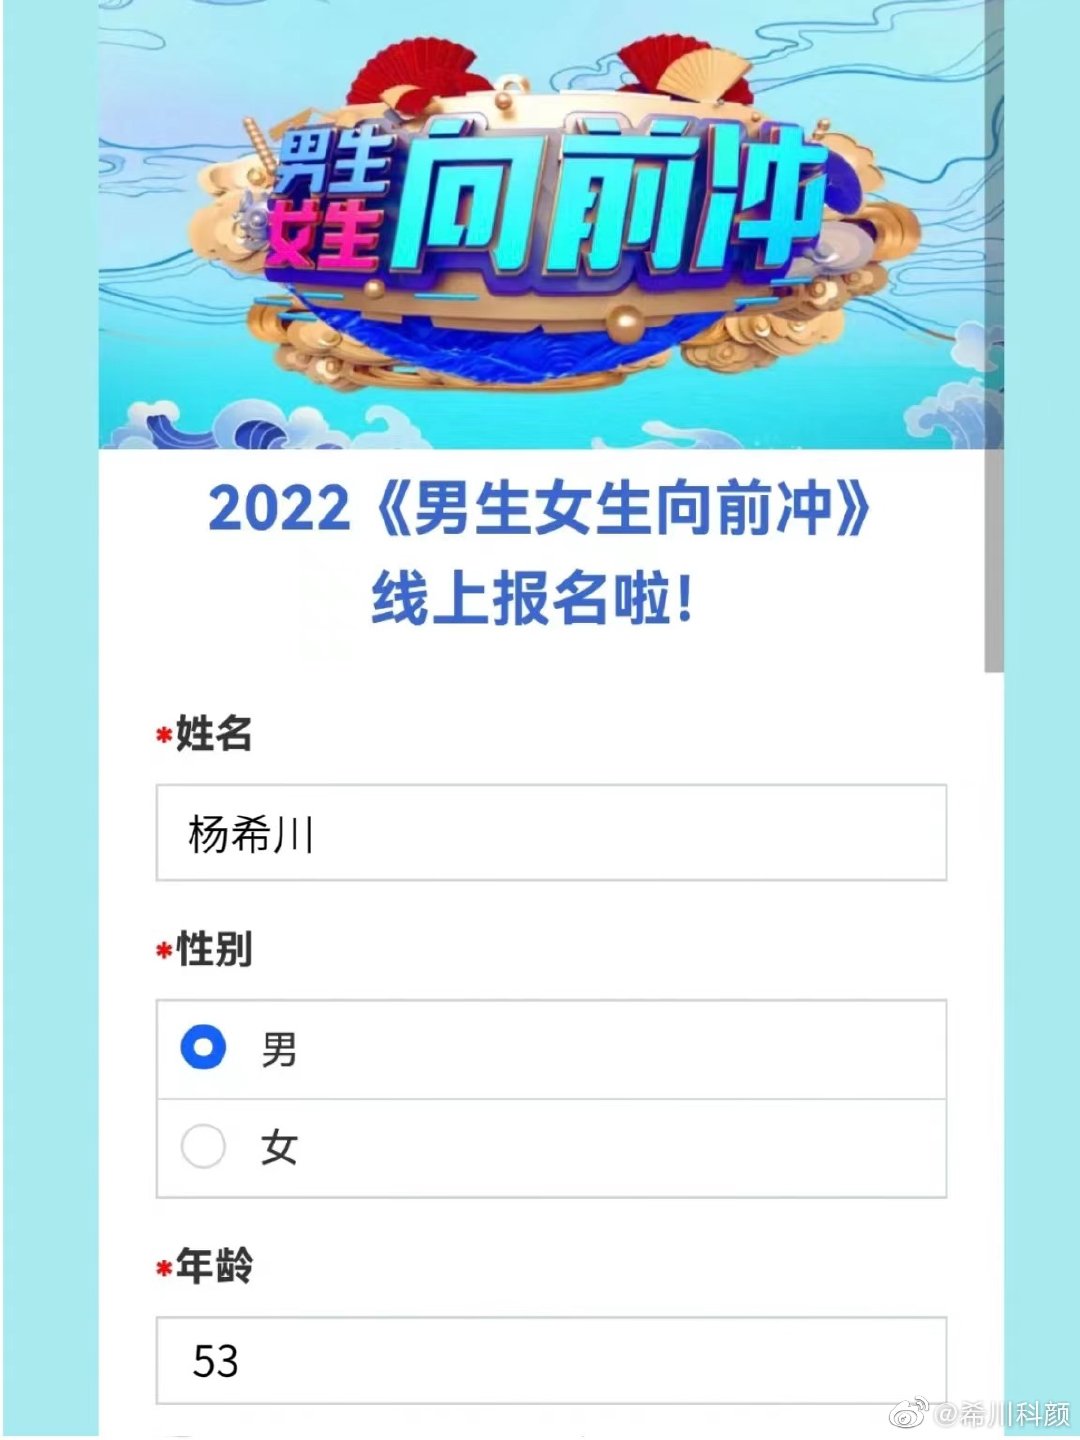 男生
女生
向前冲
2022《男生女生向前冲》
线上报名啦!
*姓名
杨希川
*性别
男
女
*年龄
53
@希川科颜